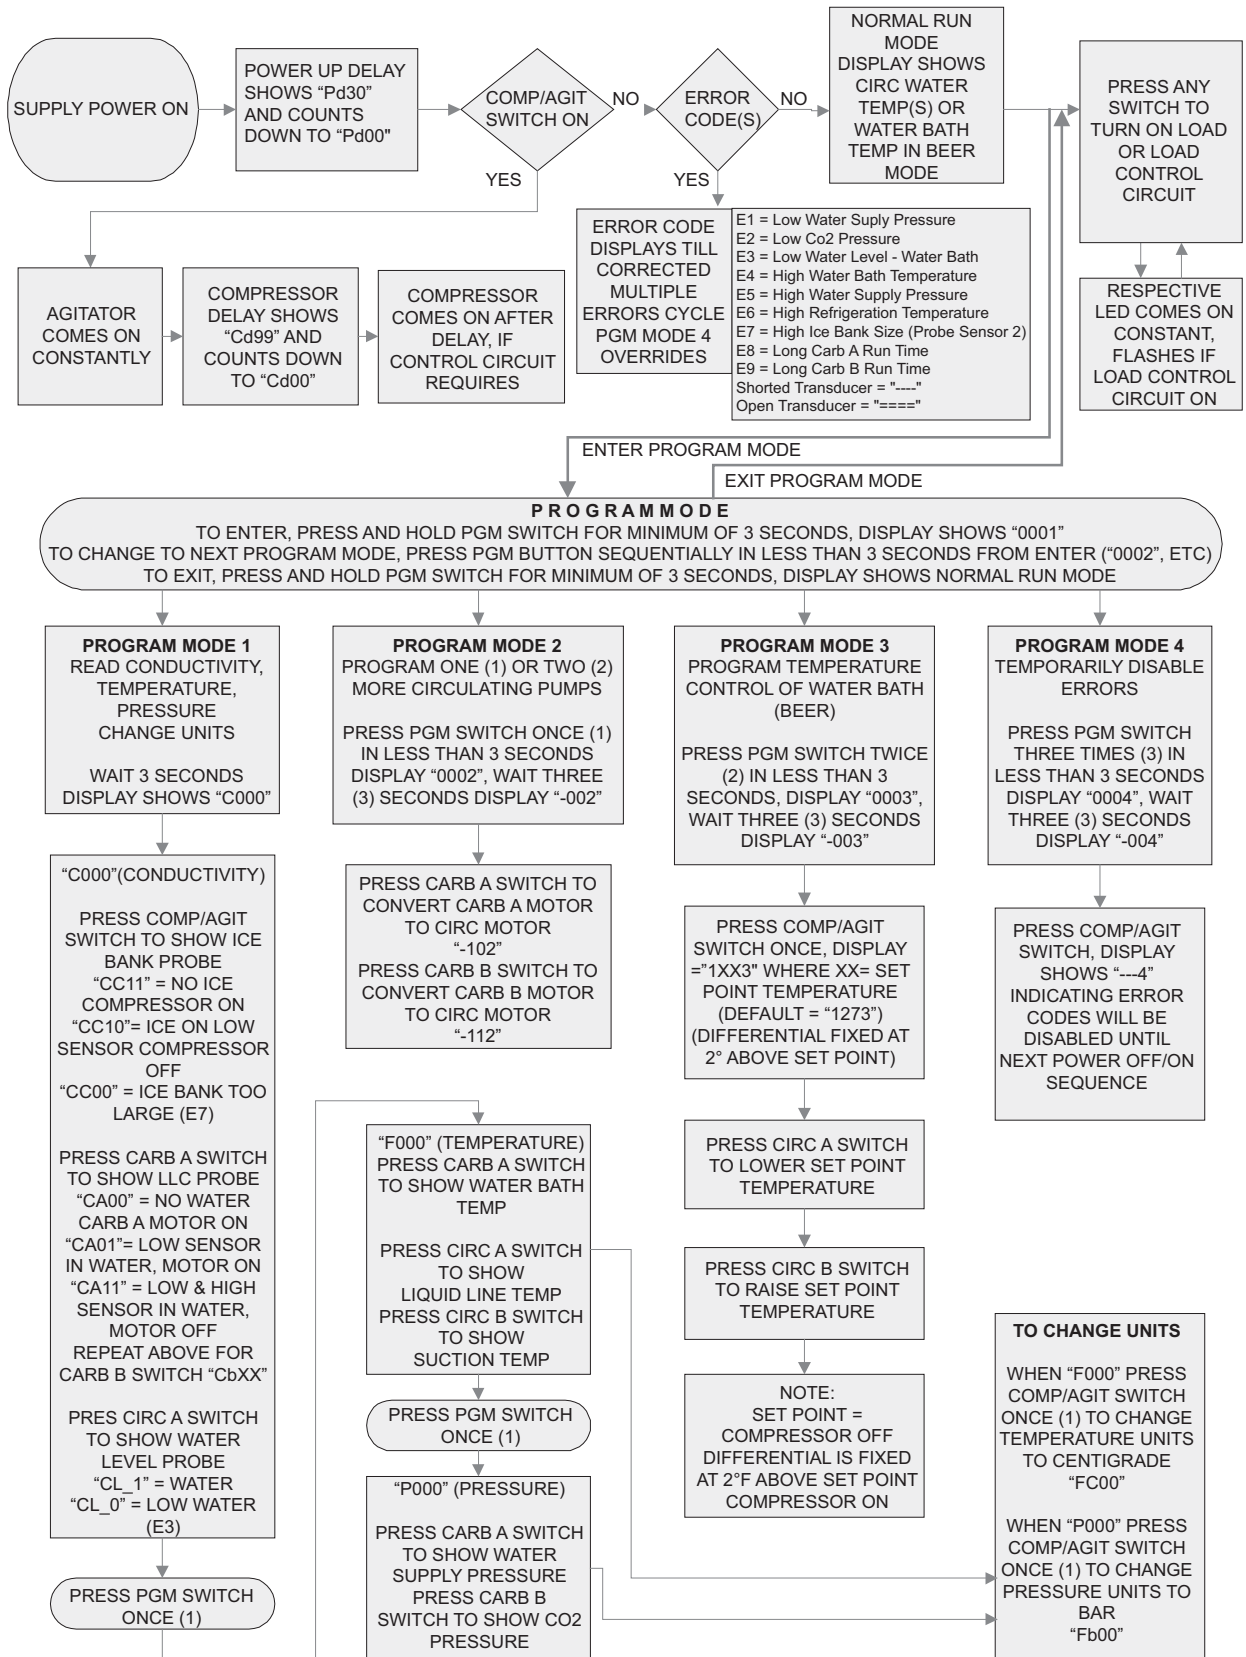 SUPPLY POWER ON
POWER UP DELAY
SHOWS “Pd30”
AND COUNTS
DOWN TO “Pd00"
COMP/AGIT
SWITCH ON
NO
YES
ERROR
CODE(S)
NO
YES
NORMAL RUN
MODE
DISPLAY SHOWS
CIRC WATER
TEMP(S) OR
WATER BATH
TEMP IN BEER
MODE
PRESS ANY
SWITCH TO
TURN ON LOAD
OR LOAD
CONTROL
CIRCUIT
AGITATOR
COMES ON
CONSTANTLY
COMPRESSOR
DELAY SHOWS
“Cd99” AND
COUNTS DOWN
TO “Cd00”
COMPRESSOR
COMES ON AFTER
DELAY, IF
CONTROL CIRCUIT
REQUIRES
ERROR CODE
DISPLAYS TILL
CORRECTED
MULTIPLE
ERRORS CYCLE
PGM MODE 4
OVERRIDES
E1 = Low Water Suply Pressure
E2 = Low Co2 Pressure
E3 = Low Water Level - Water Bath
E4 = High Water Bath Temperature
E5 = High Water Supply Pressure
E6 = High Refrigeration Temperature
E7 = High Ice Bank Size (Probe Sensor 2)
E8 = Long Carb A Run Time
E9 = Long Carb B Run Time
Shorted Transducer = "----"
Open Transducer = "===="
RESPECTIVE
LED COMES ON
CONSTANT,
FLASHES IF
LOAD CONTROL
CIRCUIT ON
ENTER PROGRAM MODE
EXIT PROGRAM MODE
P R O G R A M M O D E
TO ENTER, PRESS AND HOLD PGM SWITCH FOR MINIMUM OF 3 SECONDS, DISPLAY SHOWS “0001”
TO CHANGE TO NEXT PROGRAM MODE, PRESS PGM BUTTON SEQUENTIALLY IN LESS THAN 3 SECONDS FROM ENTER (“0002”, ETC)
TO EXIT, PRESS AND HOLD PGM SWITCH FOR MINIMUM OF 3 SECONDS, DISPLAY SHOWS NORMAL RUN MODE
PROGRAM MODE 1
READ CONDUCTIVITY,
TEMPERATURE,
PRESSURE
CHANGE UNITS
WAIT 3 SECONDS
DISPLAY SHOWS “C000”
PROGRAM MODE 2
PROGRAM ONE (1) OR TWO (2)
MORE CIRCULATING PUMPS
PRESS PGM SWITCH ONCE (1)
IN LESS THAN 3 SECONDS
DISPLAY “0002”, WAIT THREE
(3) SECONDS DISPLAY “-002”
PROGRAM MODE 3
PROGRAM TEMPERATURE
CONTROL OF WATER BATH
(BEER)
PRESS PGM SWITCH TWICE
(2) IN LESS THAN 3
SECONDS, DISPLAY “0003”,
WAIT THREE (3) SECONDS
DISPLAY “-003”
PROGRAM MODE 4
TEMPORARILY DISABLE
ERRORS
PRESS PGM SWITCH
THREE TIMES (3) IN
LESS THAN 3 SECONDS
DISPLAY “0004”, WAIT
THREE (3) SECONDS
DISPLAY “-004”
“C000”(CONDUCTIVITY)
PRESS COMP/AGIT
SWITCH TO SHOW ICE
BANK PROBE
“CC11” = NO ICE
COMPRESSOR ON
“CC10”= ICE ON LOW
SENSOR COMPRESSOR
OFF
“CC00” = ICE BANK TOO
LARGE (E7)
PRESS CARB A SWITCH
TO SHOW LLC PROBE
“CA00” = NO WATER
CARB A MOTOR ON
“CA01”= LOW SENSOR
IN WATER, MOTOR ON
“CA11” = LOW & HIGH
SENSOR IN WATER,
MOTOR OFF
REPEAT ABOVE FOR
CARB B SWITCH “CbXX”
PRES CIRC A SWITCH
TO SHOW WATER
LEVEL PROBE
“CL_1” = WATER
“CL_0” = LOW WATER
(E3)
PRESS PGM SWITCH
ONCE (1)
PRESS CARB A SWITCH TO
CONVERT CARB A MOTOR
TO CIRC MOTOR
“-102”
PRESS CARB B SWITCH TO
CONVERT CARB B MOTOR
TO CIRC MOTOR
“-112”
“F000” (TEMPERATURE)
PRESS CARB A SWITCH
TO SHOW WATER BATH
TEMP
PRESS CIRC A SWITCH
TO SHOW
LIQUID LINE TEMP
PRESS CIRC B SWITCH
TO SHOW
SUCTION TEMP
PRESS PGM SWITCH
ONCE (1)
“P000” (PRESSURE)
PRESS CARB A SWITCH
TO SHOW WATER
SUPPLY PRESSURE
PRESS CARB B
SWITCH TO SHOW CO2
PRESSURE
PRESS COMP/AGIT
SWITCH ONCE, DISPLAY
=”1XX3" WHERE XX= SET
POINT TEMPERATURE
(DEFAULT = “1273”)
(DIFFERENTIAL FIXED AT
2° ABOVE SET POINT)
PRESS CIRC A SWITCH
TO LOWER SET POINT
TEMPERATURE
PRESS CIRC B SWITCH
TO RAISE SET POINT
TEMPERATURE
NOTE:
SET POINT =
COMPRESSOR OFF
DIFFERENTIAL IS FIXED
AT 2°F ABOVE SET POINT
COMPRESSOR ON
PRESS COMP/AGIT
SWITCH, DISPLAY
SHOWS “---4”
INDICATING ERROR
CODES WILL BE
DISABLED UNTIL
NEXT POWER OFF/ON
SEQUENCE
TO CHANGE UNITS
WHEN “F000” PRESS
COMP/AGIT SWITCH
ONCE (1) TO CHANGE
TEMPERATURE UNITS
TO CENTIGRADE
“FC00”
WHEN “P000” PRESS
COMP/AGIT SWITCH
ONCE (1) TO CHANGE
PRESSURE UNITS TO
BAR
“Fb00”